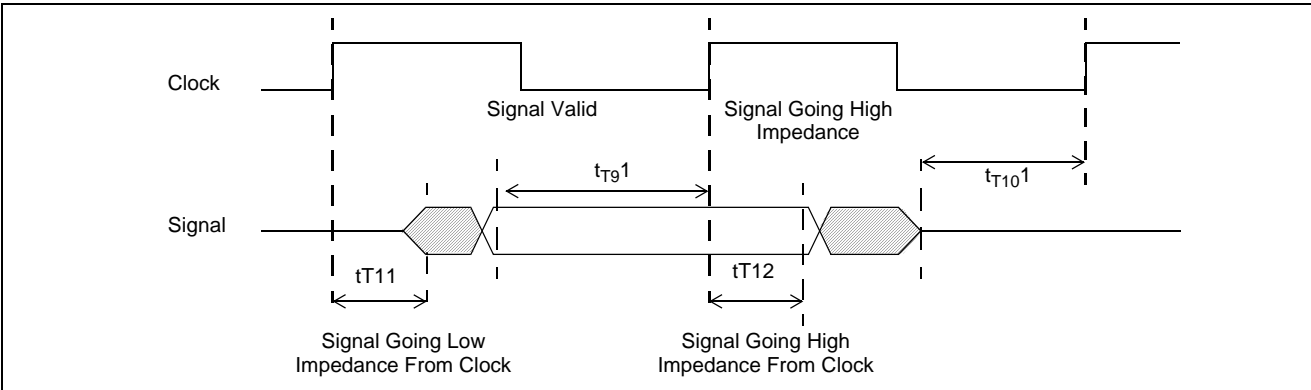 Clock
Signal Valid
Signal Going High
Impedance
tT91
tT101
Signal
tT11
tT12
Signal Going Low
Impedance From Clock
Signal Going High
Impedance From Clock